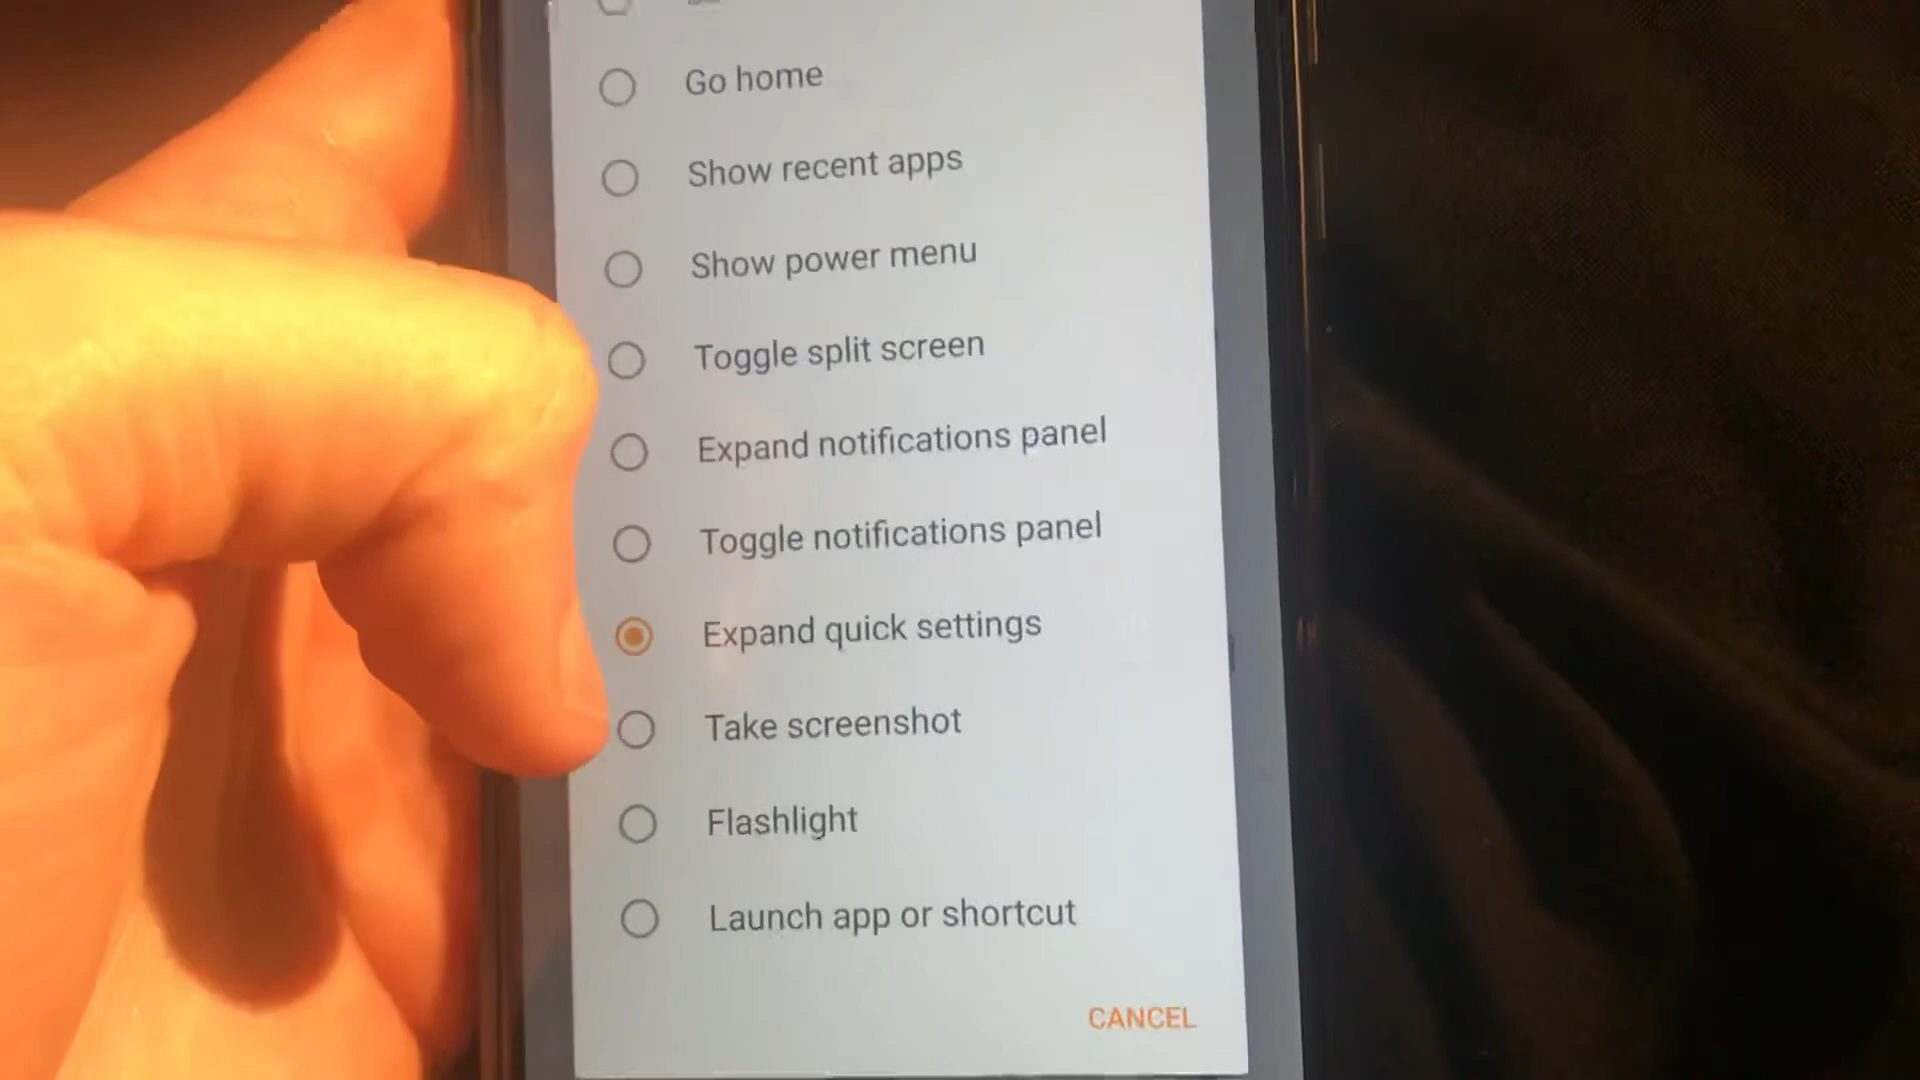 Go home
Show recent apps
Show power menu
Toggle split screen
Expand notifications panel
Toggle notifications panel
Expand quick settings
Take screenshot
Flashlight
Launch app or shortcut
CANCEL